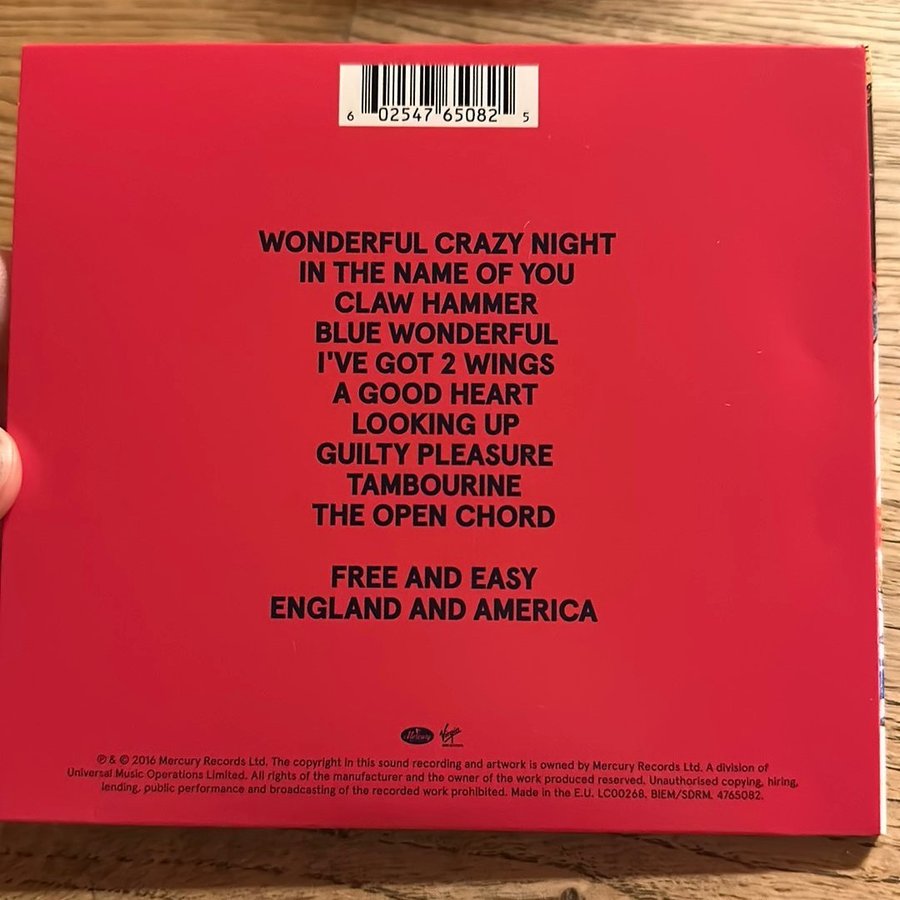 6 02547 65082 5
WONDERFUL CRAZY NIGHT
IN THE NAME OF YOU
CLAW HAMMER
BLUE WONDERFUL
I'VE GOT 2 WINGS
A GOOD HEART
LOOKING UP
GUILTY PLEASURE
TAMBOURINE
THE OPEN CHORD
FREE AND EASY
ENGLAND AND AMERICA
Mercury Virgin
℗ & © 2016 Mercury Records Ltd. The copyright in this sound recording and artwork is owned by Mercury Records Ltd. A division of
Universal Music Operations Limited. All rights of the manufacturer and the owner of the work produced reserved. Unauthorised copying, hiring,
lending, public performance and broadcasting of the recorded work prohibited. Made in the E.U. LC00268. BIEM/SDRM. 4765082.